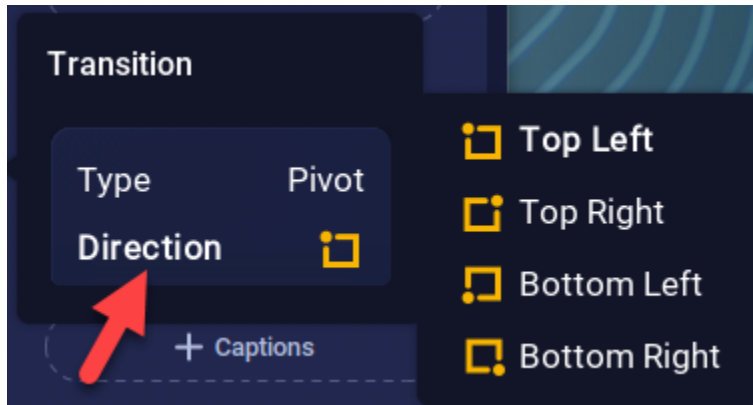 Transition
Type Pivot
Direction
+ Captions
Top Left
Top Right
Bottom Left
Bottom Right